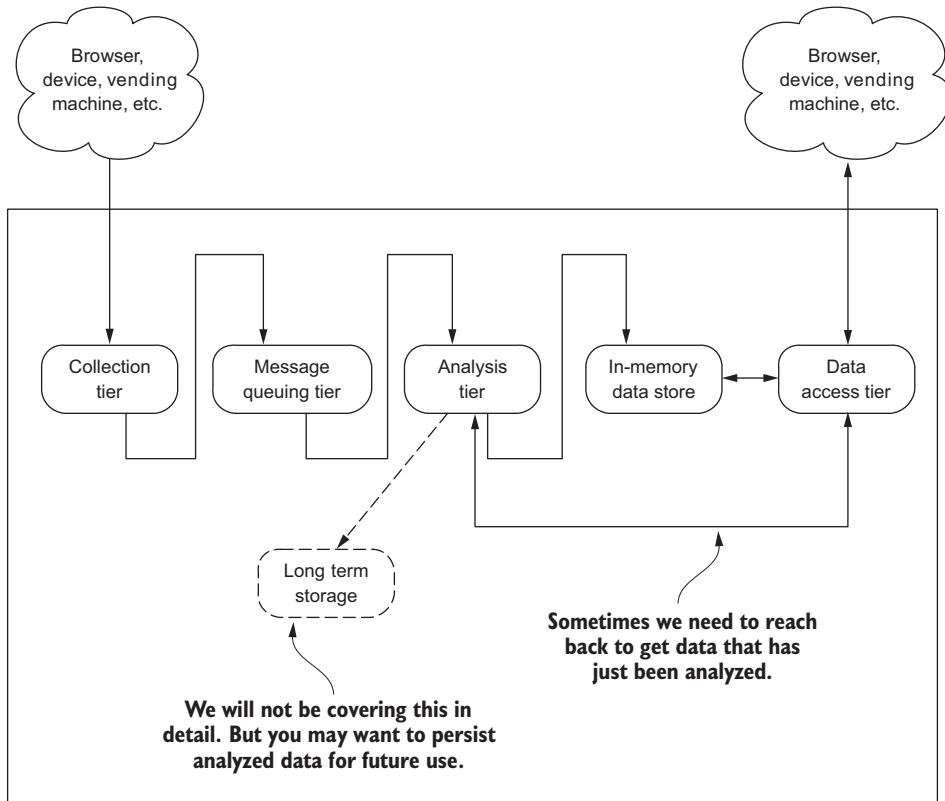 Browser,
device, vending
machine, etc.
Browser,
device, vending
machine, etc.
Collection
tier
Message
queuing tier
Analysis
tier
In-memory
data store
Data
access tier
Long term
storage
Sometimes we need to reach
back to get data that has
just been analyzed.
We will not be covering this in
detail. But you may want to persist
analyzed data for future use.